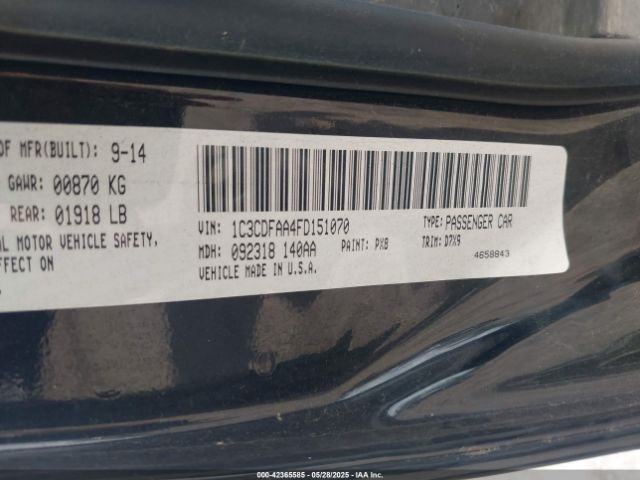 OF MFR(BUILT): 9-14
GAWR: 00870 KG
REAR: 01918 LB
AL MOTOR VEHICLE SAFETY,
EFFECT ON
VIN: 1C3CDFAA4FD151070
TYPE: PASSENGER CAR
MDH: 092318 140AA
PAINT: PX8
TRIM: D7X9
VEHICLE MADE IN U.S.A.
4658843
000-42365585 - 05/28/2025 - IAA Inc.